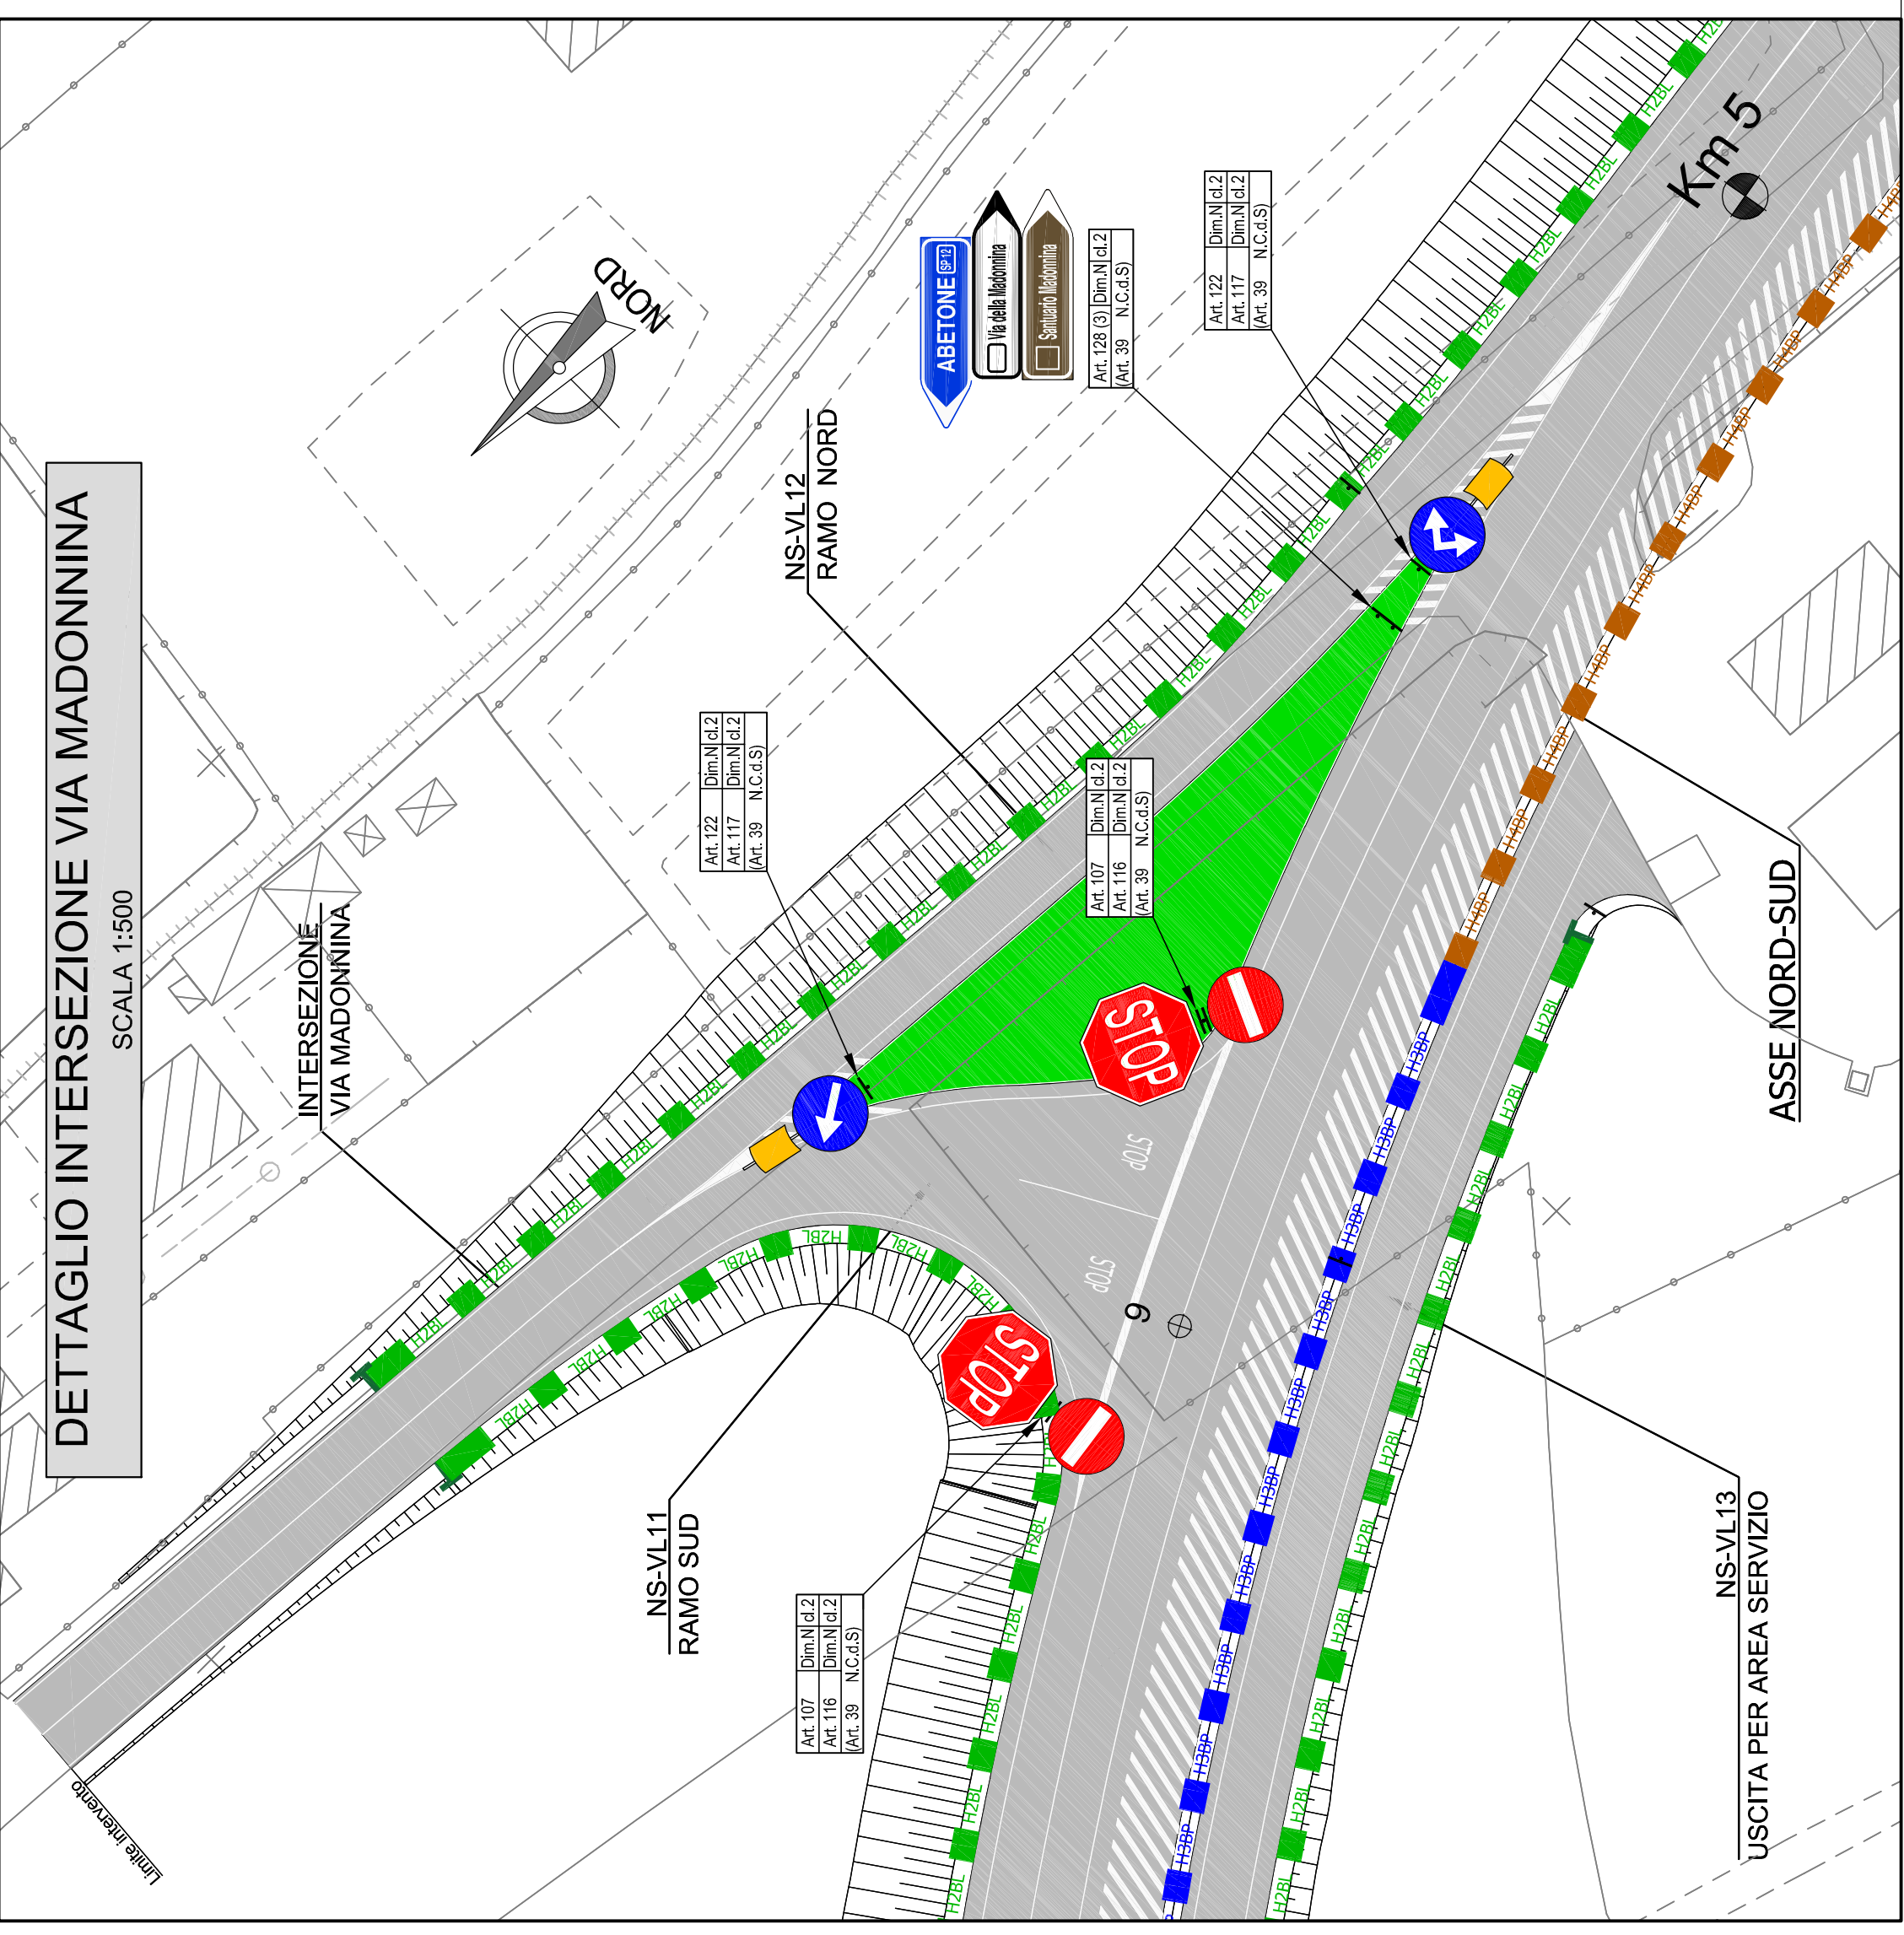 DETTAGLIO INTERSEZIONE VIA MADONNINA
SCALA 1:500
NORD
INTERSEZIONE
VIA MADONNINA
NS-VL12
RAMO NORD
ABETONE SP 12
Via della Madonnina
Santuario Madonnina
Art. 128 (3) Dim.N cl.2
(Art. 39 N.C.d.S)
Art. 122 Dim.N cl.2
Art. 117 Dim.N cl.2
(Art. 39 N.C.d.S)
Km 5
Art. 122 Dim.N cl.2
Art. 117 Dim.N cl.2
(Art. 39 N.C.d.S)
Art. 107 Dim.N cl.2
Art. 116 Dim.N cl.2
(Art. 39 N.C.d.S)
STOP
STOP
STOP
STOP
6
ASSE NORD-SUD
NS-VL11
RAMO SUD
Art. 107 Dim.N cl.2
Art. 116 Dim.N cl.2
(Art. 39 N.C.d.S)
NS-VL13
USCITA PER AREA SERVIZIO
Limite intervento
H2BL
H3BP
H4BP